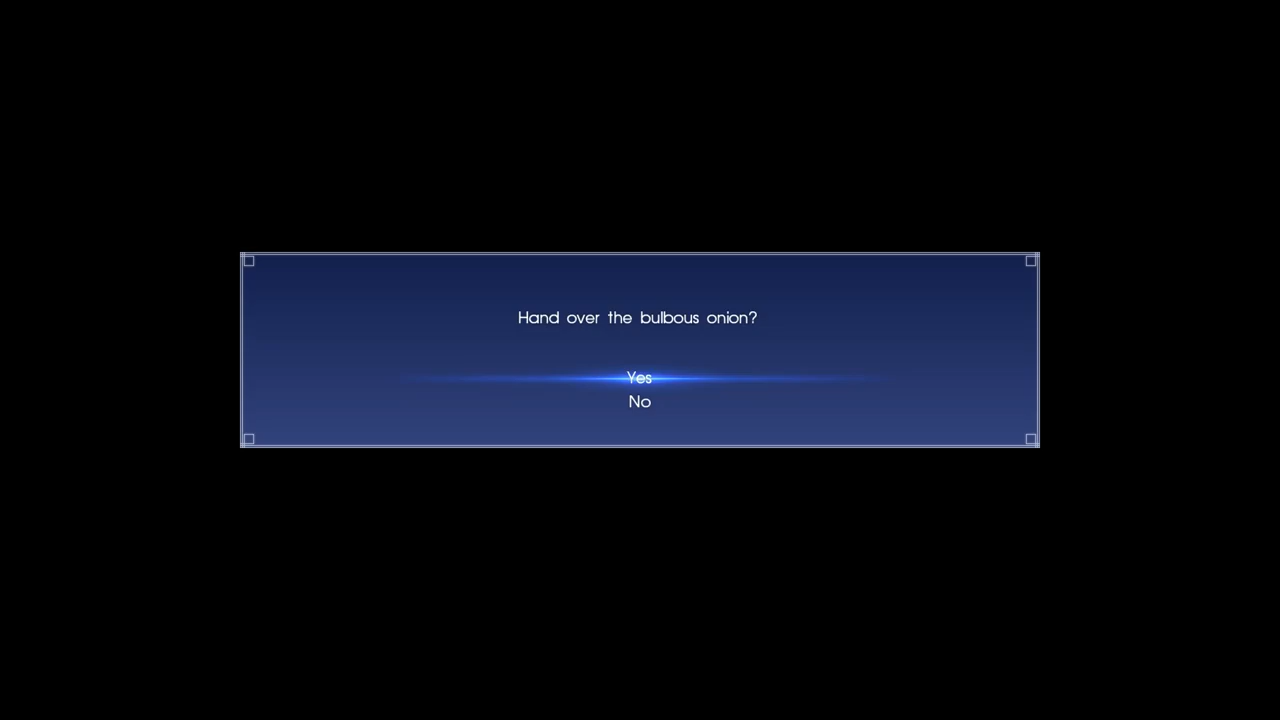 Hand over the bulbous onion?
Yes
No